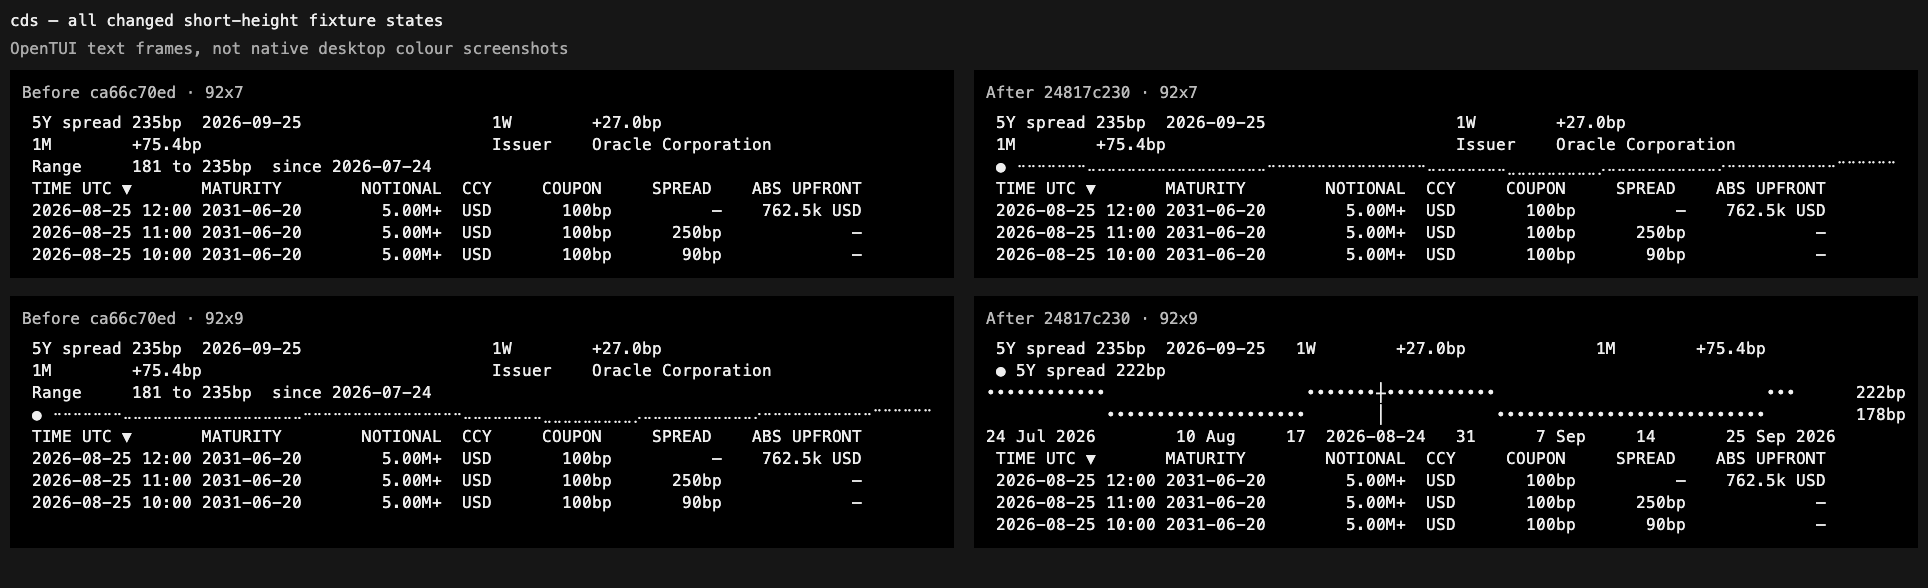 cds — all changed short-height fixture states
OpenTUI text frames, not native desktop colour screenshots
Before ca66c70ed · 92x7
5Y spread 235bp 2026-09-25 1W +27.0bp
1M +75.4bp Issuer Oracle Corporation
Range 181 to 235bp since 2026-07-24
TIME UTC ▼ MATURITY NOTIONAL CCY COUPON SPREAD ABS UPFRONT
2026-08-25 12:00 2031-06-20 5.00M+ USD 100bp — 762.5k USD
2026-08-25 11:00 2031-06-20 5.00M+ USD 100bp 250bp —
2026-08-25 10:00 2031-06-20 5.00M+ USD 100bp 90bp —
After 24817c230 · 92x7
5Y spread 235bp 2026-09-25 1W +27.0bp
1M +75.4bp Issuer Oracle Corporation
TIME UTC ▼ MATURITY NOTIONAL CCY COUPON SPREAD ABS UPFRONT
2026-08-25 12:00 2031-06-20 5.00M+ USD 100bp — 762.5k USD
2026-08-25 11:00 2031-06-20 5.00M+ USD 100bp 250bp —
2026-08-25 10:00 2031-06-20 5.00M+ USD 100bp 90bp —
Before ca66c70ed · 92x9
5Y spread 235bp 2026-09-25 1W +27.0bp
1M +75.4bp Issuer Oracle Corporation
Range 181 to 235bp since 2026-07-24
TIME UTC ▼ MATURITY NOTIONAL CCY COUPON SPREAD ABS UPFRONT
2026-08-25 12:00 2031-06-20 5.00M+ USD 100bp — 762.5k USD
2026-08-25 11:00 2031-06-20 5.00M+ USD 100bp 250bp —
2026-08-25 10:00 2031-06-20 5.00M+ USD 100bp 90bp —
After 24817c230 · 92x9
5Y spread 235bp 2026-09-25 1W +27.0bp 1M +75.4bp
● 5Y spread 222bp
222bp
178bp
24 Jul 2026 10 Aug 17 2026-08-24 31 7 Sep 14 25 Sep 2026
TIME UTC ▼ MATURITY NOTIONAL CCY COUPON SPREAD ABS UPFRONT
2026-08-25 12:00 2031-06-20 5.00M+ USD 100bp — 762.5k USD
2026-08-25 11:00 2031-06-20 5.00M+ USD 100bp 250bp —
2026-08-25 10:00 2031-06-20 5.00M+ USD 100bp 90bp —